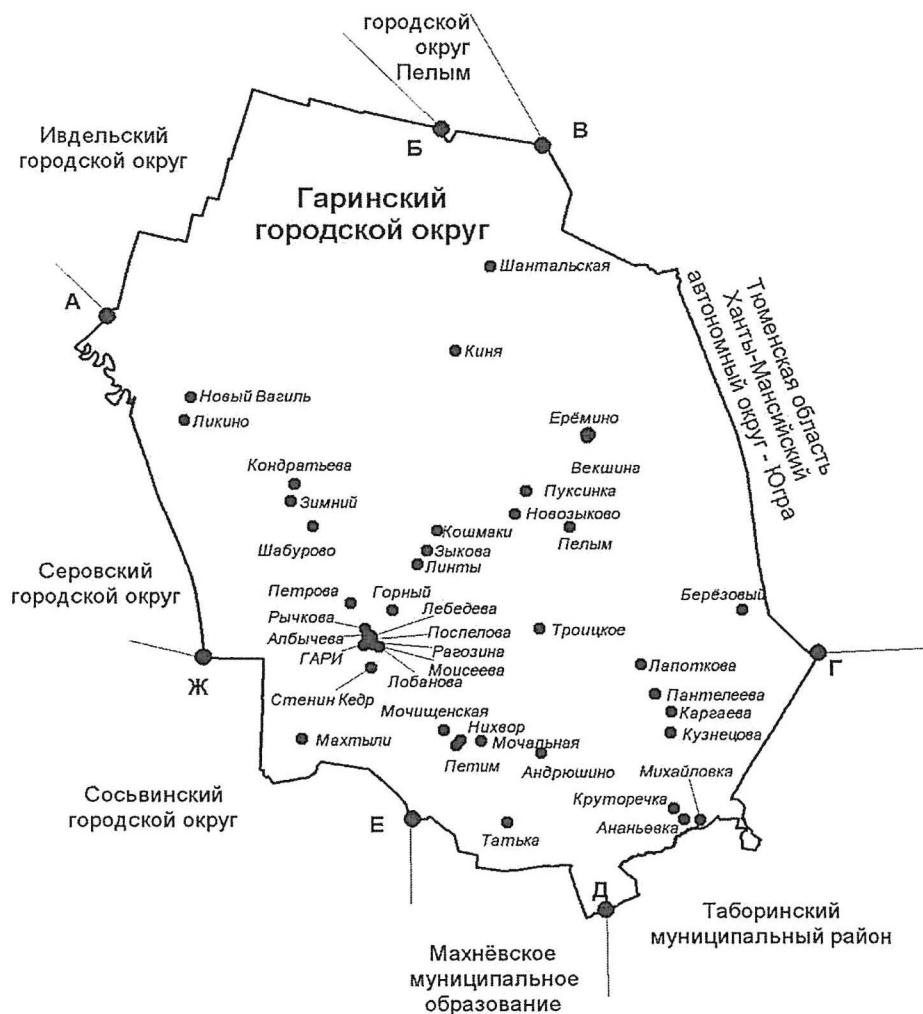 городской
округ
Пелым
В
Б
Ивдельский
городской округ
Гаринский
городской округ
Шантальская
А
Тюменская область
Ханты-Мансийский
автономный округ - Югра
Киня
Новый Вагиль
Ликино
Ерёмино
Векшина
Кондратьева
Зимний
Пуксинка
Новозыково
Шабурово
Кошмаки
Пелым
Зыкова
Линты
Серовский
городской округ
Петрова
Горный
Берёзовый
Рычкова
Лебедева
Албычева
Поспелова
Троицкое
ГАРИ
Рагозина
Моисеева
Лобанова
Лапоткова
Г
Ж
Стенин Кедр
Пантелеева
Каргаева
Мочищенская
Нихвор
Кузнецова
Махтыли
Мочальная
Петим
Андрюшино
Михайловка
Сосьвинский
городской округ
Круторечка
Е
Ананьевка
Татька
Д
Таборинский
муниципальный район
Махнёвское
муниципальное
образование